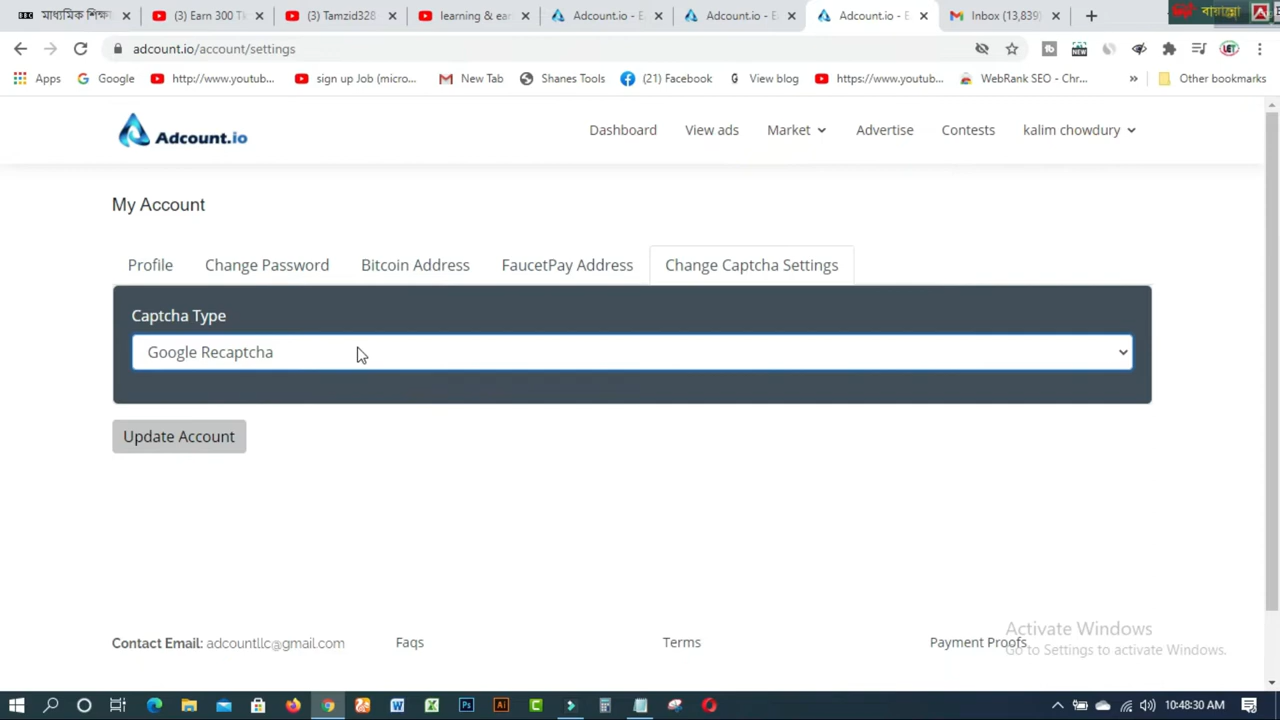 মাধ্যমিক শিক্ষ
(3) Earn 300 Tk
(3) Tamzid328
learning & ea
Adcount.io - E
Adcount.io - E
Adcount.io - E
Inbox (13,839)
বায়ান্নো
adcount.io/account/settings
Apps
Google
http://www.youtub...
sign up Job (micro...
New Tab
Shanes Tools
(21) Facebook
View blog
https://www.youtu...
WebRank SEO - Chr...
Other bookmarks
Adcount.io
Dashboard
View ads
Market
Advertise
Contests
kalim chowdury
My Account
Profile
Change Password
Bitcoin Address
FaucetPay Address
Change Captcha Settings
Captcha Type
Google Recaptcha
Update Account
Activate Windows
Go to Settings to activate Windows.
Contact Email: adcountllc@gmail.com
Faqs
Terms
Payment Proofs
10:48:30 AM